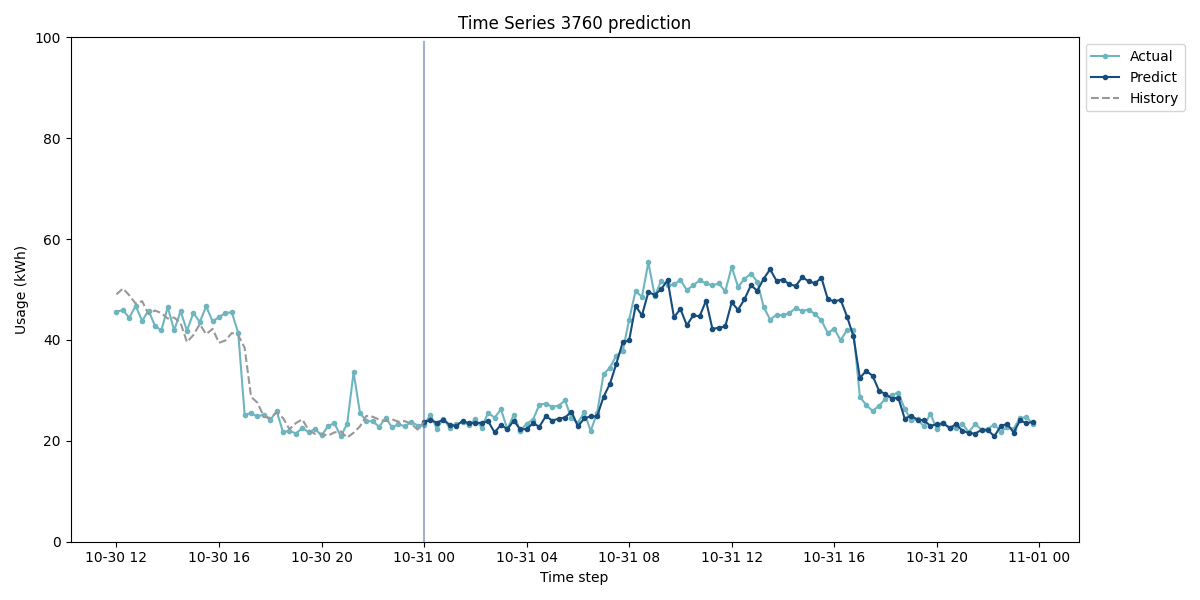 Time Series 3760 prediction
100
80
60
40
20
0
Usage (kWh)
10-30 12
10-30 16
10-30 20
10-31 00
10-31 04
10-31 08
10-31 12
10-31 16
10-31 20
11-01 00
Time step
Actual
Predict
History